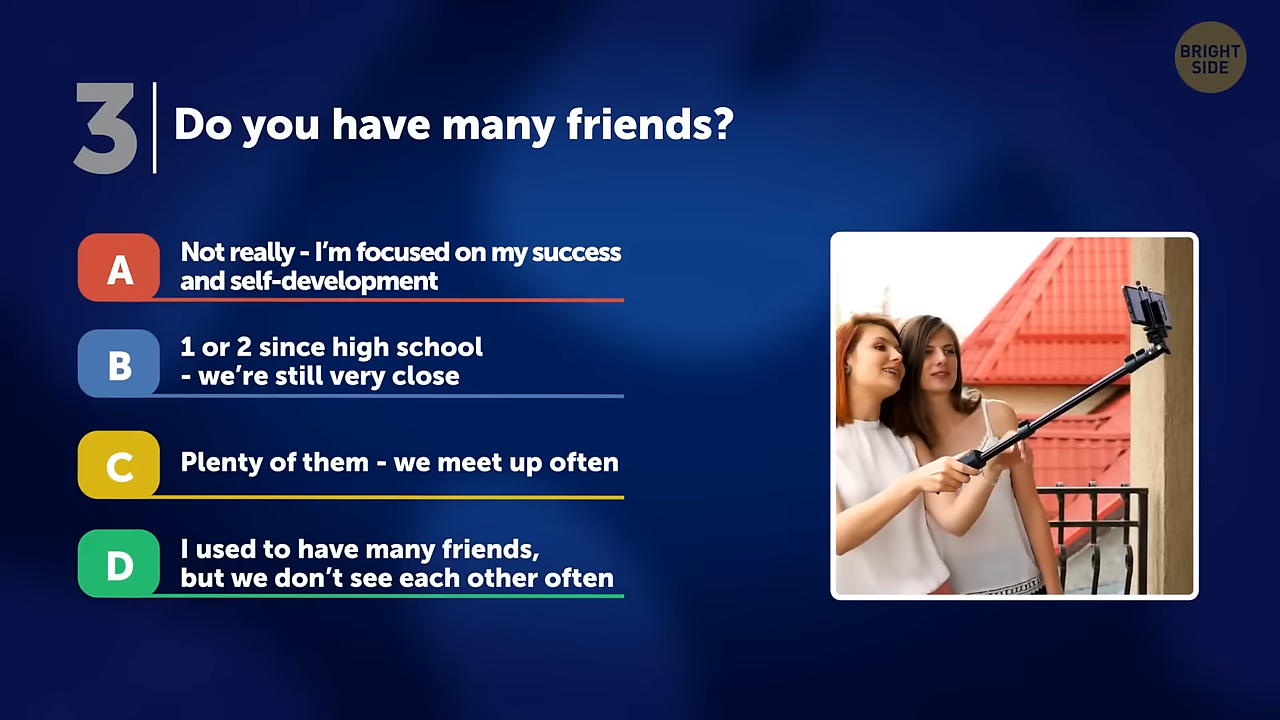 BRIGHT
SIDE
3
Do you have many friends?
A
Not really - I'm focused on my success
and self-development
B
1 or 2 since high school
- we're still very close
C
Plenty of them - we meet up often
D
I used to have many friends,
but we don't see each other often